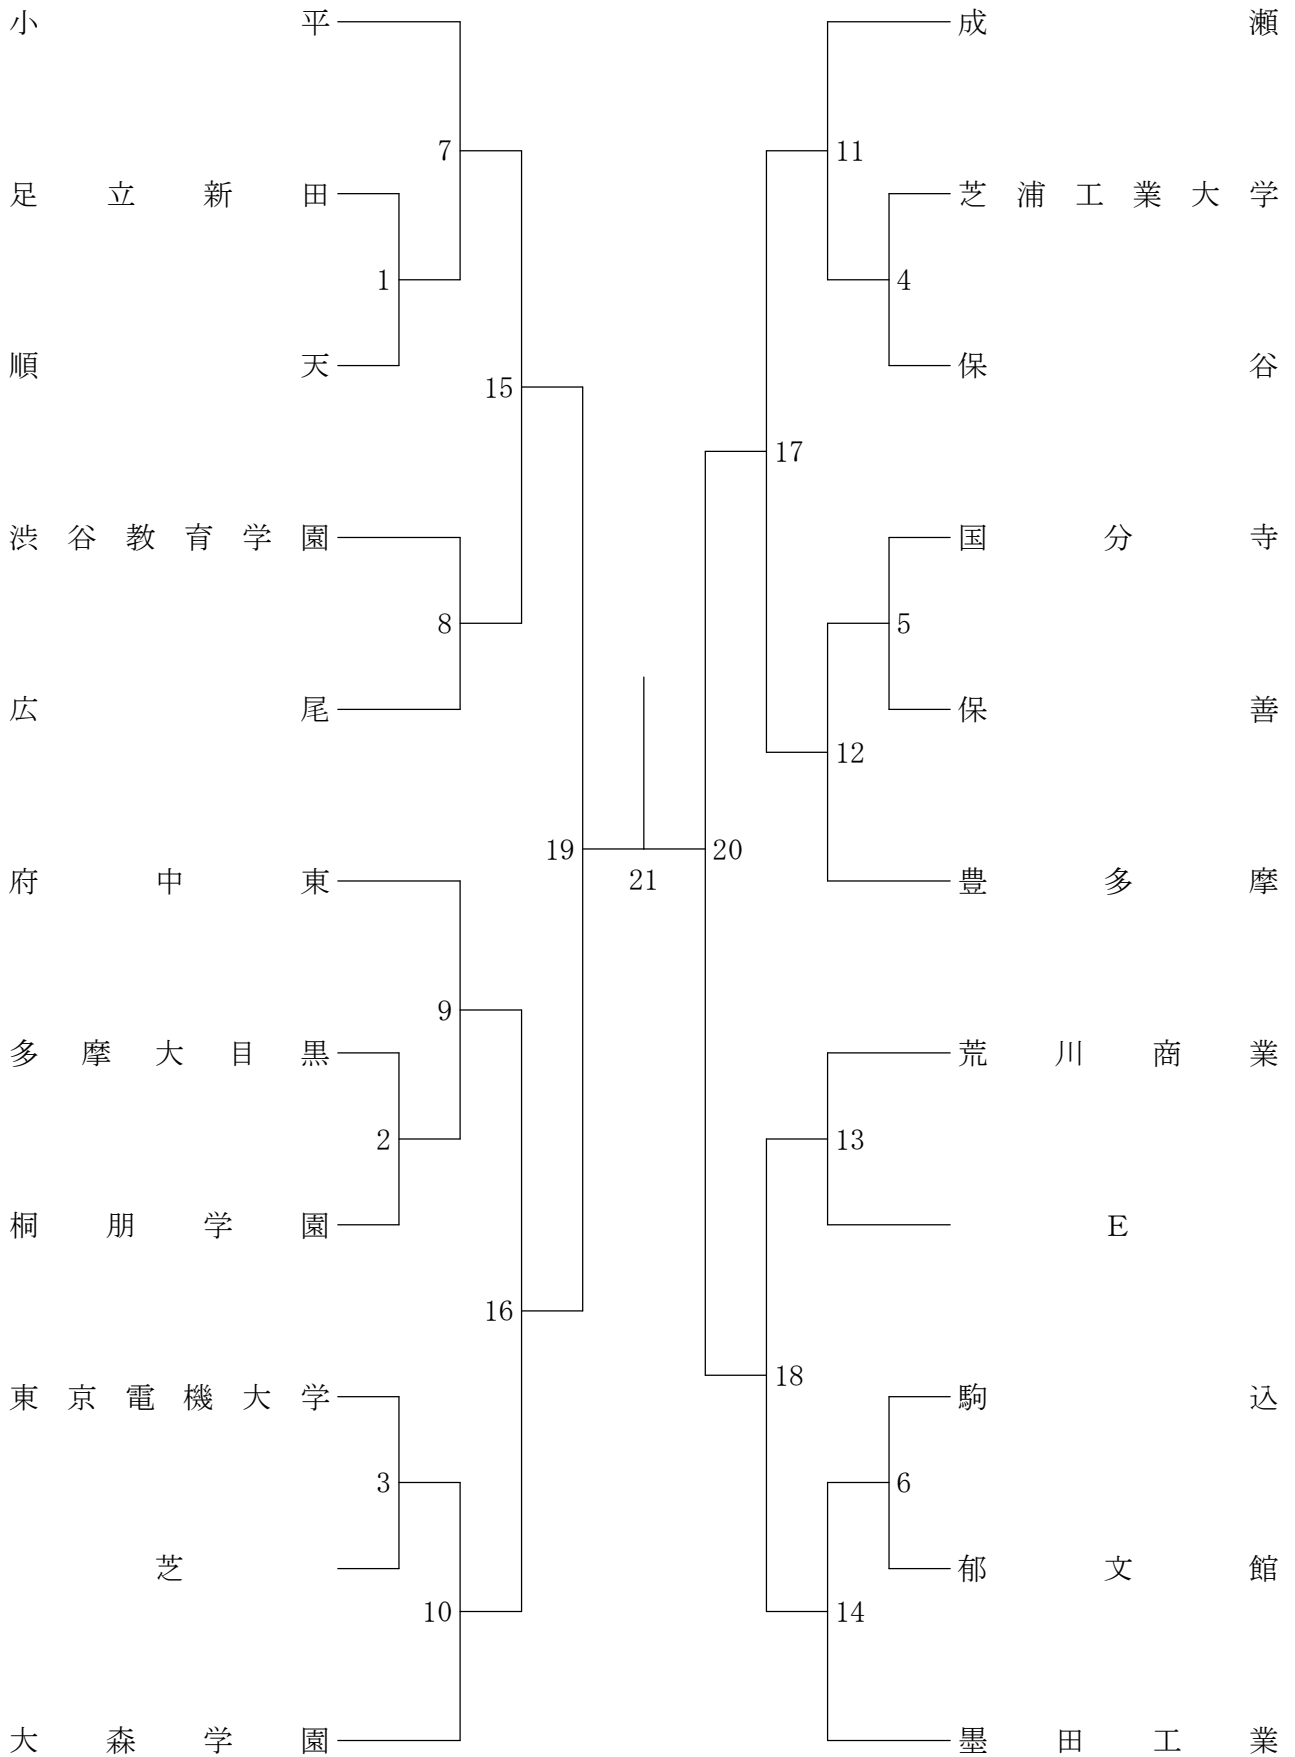 小平
成瀬
7
11
足立新田
芝浦工業大学
1
4
順天
保谷
15
17
渋谷教育学園
国分寺
8
5
広尾
保善
12
19
20
21
府中東
豊多摩
9
多摩大目黒
荒川商業
2
13
桐朋学園
E
16
18
東京電機大学
駒込
3
6
芝
郁文館
10
14
大森学園
墨田工業